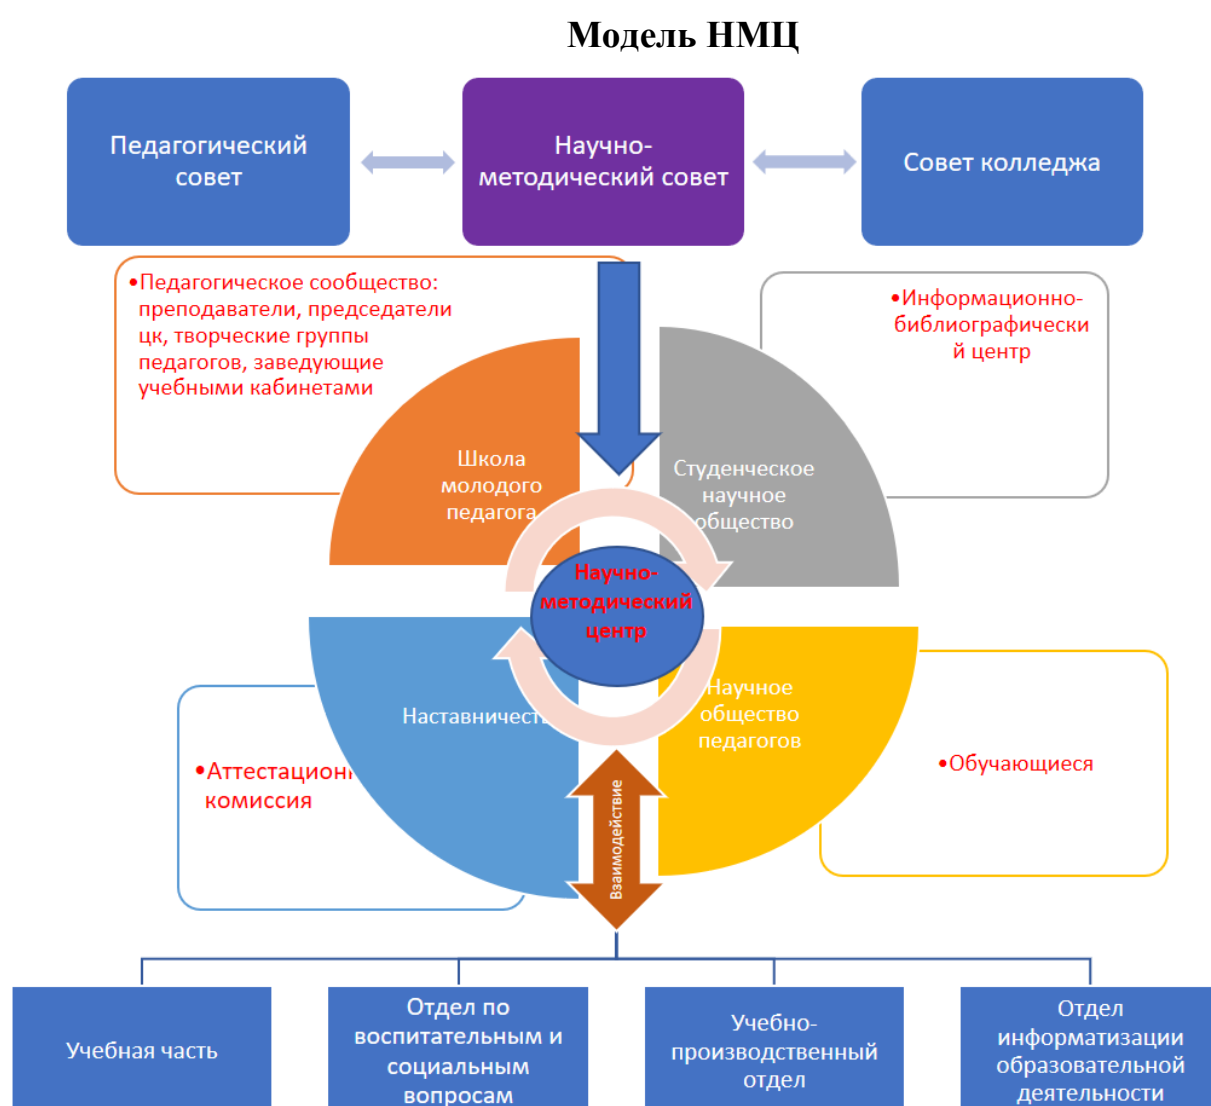 Модель НМЦ
Педагогический
совет
Научно-
методический совет
Совет колледжа
•Педагогическое сообщество:
преподаватели, председатели
цк, творческие группы
педагогов, заведующие
учебными кабинетами
•Информационно-
библиографически
й центр
Школа
молодого
педагога
Студенческое
научное
общество
Научно-
методический
центр
Наставничеств
Научное
общество
педагогов
•Аттестационн
комиссия
•Обучающиеся
Взаимодействие
Учебная часть
Отдел по
воспитательным и
социальным
вопросам
Учебно-
производственный
отдел
Отдел
информатизации
образовательной
деятельности